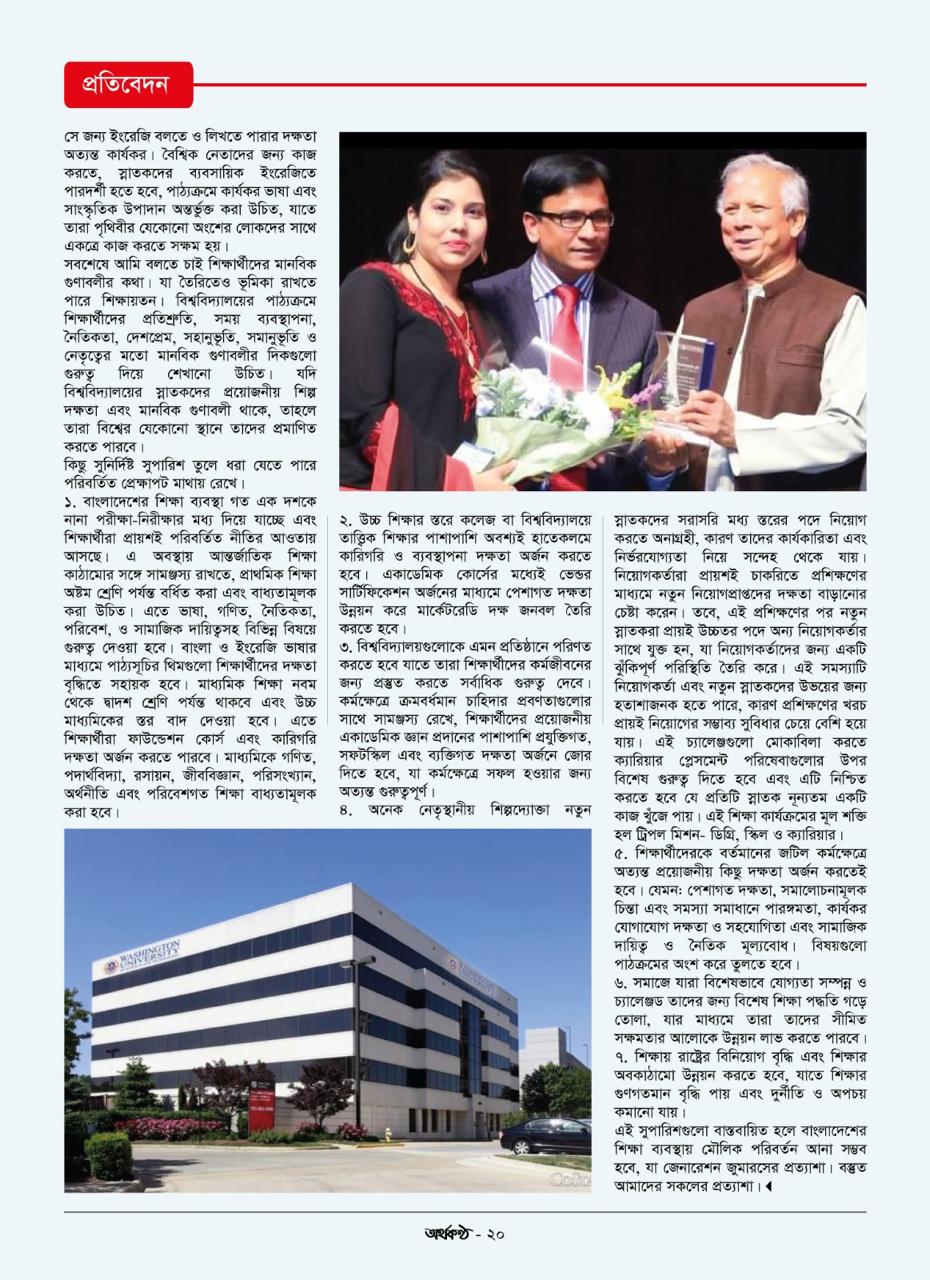 প্রতিবেদন
সে জন্য ইংরেজি বলতে ও লিখতে পারার দক্ষতা
অত্যন্ত কার্যকর। বৈশ্বিক নেতাদের জন্য কাজ
করতে, স্নাতকদের ব্যবসায়িক ইংরেজিতে
পারদর্শী হতে হবে, পাঠ্যক্রমে কার্যকর ভাষা এবং
সাংস্কৃতিক উপাদান অন্তর্ভুক্ত করা উচিত, যাতে
তারা পৃথিবীর যেকোনো অংশের লোকদের সাথে
একত্রে কাজ করতে সক্ষম হয়।
সবশেষে আমি বলতে চাই শিক্ষার্থীদের মানবিক
গুণাবলীর কথা। যা তৈরিতেও ভূমিকা রাখতে
পারে শিক্ষায়তন। বিশ্ববিদ্যালয়ের পাঠ্যক্রমে
শিক্ষার্থীদের প্রতিশ্রুতি, সময় ব্যবস্থাপনা,
নৈতিকতা, দেশপ্রেম, সহানুভূতি, সমানুভূতি ও
নেতৃত্বের মতো মানবিক গুণাবলীর দিকগুলো
গুরুত্ব দিয়ে শেখানো উচিত। যদি
বিশ্ববিদ্যালয়ের স্নাতকদের প্রয়োজনীয় শিল্প
দক্ষতা এবং মানবিক গুণাবলী থাকে, তাহলে
তারা বিশ্বের যেকোনো স্থানে তাদের প্রমাণিত
করতে পারবে।
কিছু সুনির্দিষ্ট সুপারিশ তুলে ধরা যেতে পারে
পরিবর্তিত প্রেক্ষাপট মাথায় রেখে।
১. বাংলাদেশের শিক্ষা ব্যবস্থা গত এক দশকে
নানা পরীক্ষা-নিরীক্ষার মধ্য দিয়ে যাচ্ছে এবং
শিক্ষার্থীরা প্রায়শই পরিবর্তিত নীতির আওতায়
আসছে। এ অবস্থায় আন্তর্জাতিক শিক্ষা
কাঠামোর সঙ্গে সামঞ্জস্য রাখতে, প্রাথমিক শিক্ষা
অষ্টম শ্রেণি পর্যন্ত বর্ধিত করা এবং বাধ্যতামূলক
করা উচিত। এতে ভাষা, গণিত, নৈতিকতা,
পরিবেশ, ও সামাজিক দায়িত্বসহ বিভিন্ন বিষয়ে
গুরুত্ব দেওয়া হবে। বাংলা ও ইংরেজি ভাষার
মাধ্যমে পাঠ্যসূচির থিমগুলো শিক্ষার্থীদের দক্ষতা
বৃদ্ধিতে সহায়ক হবে। মাধ্যমিক শিক্ষা নবম
থেকে দ্বাদশ শ্রেণি পর্যন্ত থাকবে এবং উচ্চ
মাধ্যমিকের স্তর বাদ দেওয়া হবে। এতে
শিক্ষার্থীরা ফাউন্ডেশন কোর্স এবং কারিগরি
দক্ষতা অর্জন করতে পারবে। মাধ্যমিকে গণিত,
পদার্থবিদ্যা, রসায়ন, জীববিজ্ঞান, পরিসংখ্যান,
অর্থনীতি এবং পরিবেশগত শিক্ষা বাধ্যতামূলক
করা হবে।
২. উচ্চ শিক্ষার স্তরে কলেজ বা বিশ্ববিদ্যালয়ে
তাত্ত্বিক শিক্ষার পাশাপাশি অবশ্যই হাতেকলমে
কারিগরি ও ব্যবস্থাপনা দক্ষতা অর্জন করতে
হবে। একাডেমিক কোর্সের মধ্যেই ভেন্ডর
সার্টিফিকেশন অর্জনের মাধ্যমে পেশাগত দক্ষতা
উন্নয়ন করে মার্কেটরেডি দক্ষ জনবল তৈরি
করতে হবে।
৩. বিশ্ববিদ্যালয়গুলোকে এমন প্রতিষ্ঠানে পরিণত
করতে হবে যাতে তারা শিক্ষার্থীদের কর্মজীবনের
জন্য প্রস্তুত করতে সর্বাধিক গুরুত্ব দেবে।
কর্মক্ষেত্রে ক্রমবর্ধমান চাহিদার প্রবণতাগুলোর
সাথে সামঞ্জস্য রেখে, শিক্ষার্থীদের প্রয়োজনীয়
একাডেমিক জ্ঞান প্রদানের পাশাপাশি প্রযুক্তিগত,
সফটস্কিল এবং ব্যক্তিগত দক্ষতা অর্জনে জোর
দিতে হবে, যা কর্মক্ষেত্রে সফল হওয়ার জন্য
অত্যন্ত গুরুত্বপূর্ণ।
৪. অনেক নেতৃস্থানীয় শিল্পদ্যোক্তা নতুন
স্নাতকদের সরাসরি মধ্য স্তরের পদে নিয়োগ
করতে অনাগ্রহী, কারণ তাদের কার্যকারিতা এবং
নির্ভরযোগ্যতা নিয়ে সন্দেহ থেকে যায়।
নিয়োগকর্তারা প্রায়শই চাকরিতে প্রশিক্ষণের
মাধ্যমে নতুন নিয়োগপ্রাপ্তদের দক্ষতা বাড়ানোর
চেষ্টা করেন। তবে, এই প্রশিক্ষণের পর নতুন
স্নাতকরা প্রায়ই উচ্চতর পদে অন্য নিয়োগকর্তার
সাথে যুক্ত হন, যা নিয়োগকর্তাদের জন্য একটি
ঝুঁকিপূর্ণ পরিস্থিতি তৈরি করে। এই সমস্যাটি
নিয়োগকর্তা এবং নতুন স্নাতকদের উভয়ের জন্য
হতাশাজনক হতে পারে, কারণ প্রশিক্ষণের খরচ
প্রায়ই নিয়োগের সম্ভাব্য সুবিধার চেয়ে বেশি হয়ে
যায়। এই চ্যালেঞ্জগুলো মোকাবিলা করতে
ক্যারিয়ার প্লেসমেন্ট পরিষেবাগুলোর উপর
বিশেষ গুরুত্ব দিতে হবে এবং এটি নিশ্চিত
করতে হবে যে প্রতিটি স্নাতক নূন্যতম একটি
কাজ খুঁজে পায়। এই শিক্ষা কার্যক্রমের মূল শক্তি
হল ট্রিপল মিশন- ডিগ্রি, স্কিল ও ক্যারিয়ার।
৫. শিক্ষার্থীদেরকে বর্তমানের জটিল কর্মক্ষেত্রে
অত্যন্ত প্রয়োজনীয় কিছু দক্ষতা অর্জন করতেই
হবে। যেমন: পেশাগত দক্ষতা, সমালোচনামূলক
চিন্তা এবং সমস্যা সমাধানে পারঙ্গমতা, কার্যকর
যোগাযোগ দক্ষতা ও সহযোগিতা এবং সামাজিক
দায়িত্ব ও নৈতিক মূল্যবোধ। বিষয়গুলো
পাঠক্রমের অংশ করে তুলতে হবে।
৬. সমাজে যারা বিশেষভাবে যোগ্যতা সম্পন্ন ও
চ্যালেঞ্জড তাদের জন্য বিশেষ শিক্ষা পদ্ধতি গড়ে
তোলা, যার মাধ্যমে তারা তাদের সীমিত
সক্ষমতার আলোকে উন্নয়ন লাভ করতে পারবে।
৭. শিক্ষায় রাষ্ট্রের বিনিয়োগ বৃদ্ধি এবং শিক্ষার
অবকাঠামো উন্নয়ন করতে হবে, যাতে শিক্ষার
গুণগতমান বৃদ্ধি পায় এবং দুর্নীতি ও অপচয়
কমানো যায়।
এই সুপারিশগুলো বাস্তবায়িত হলে বাংলাদেশের
শিক্ষা ব্যবস্থায় মৌলিক পরিবর্তন আনা সম্ভব
হবে, যা জেনারেশন জুমারসের প্রত্যাশা। বস্তুত
আমাদের সকলের প্রত্যাশা।
WASHINGTON
UNIVERSITY
WASHINGTON
UNIVERSITY
অর্থকণ্ঠ - ২০